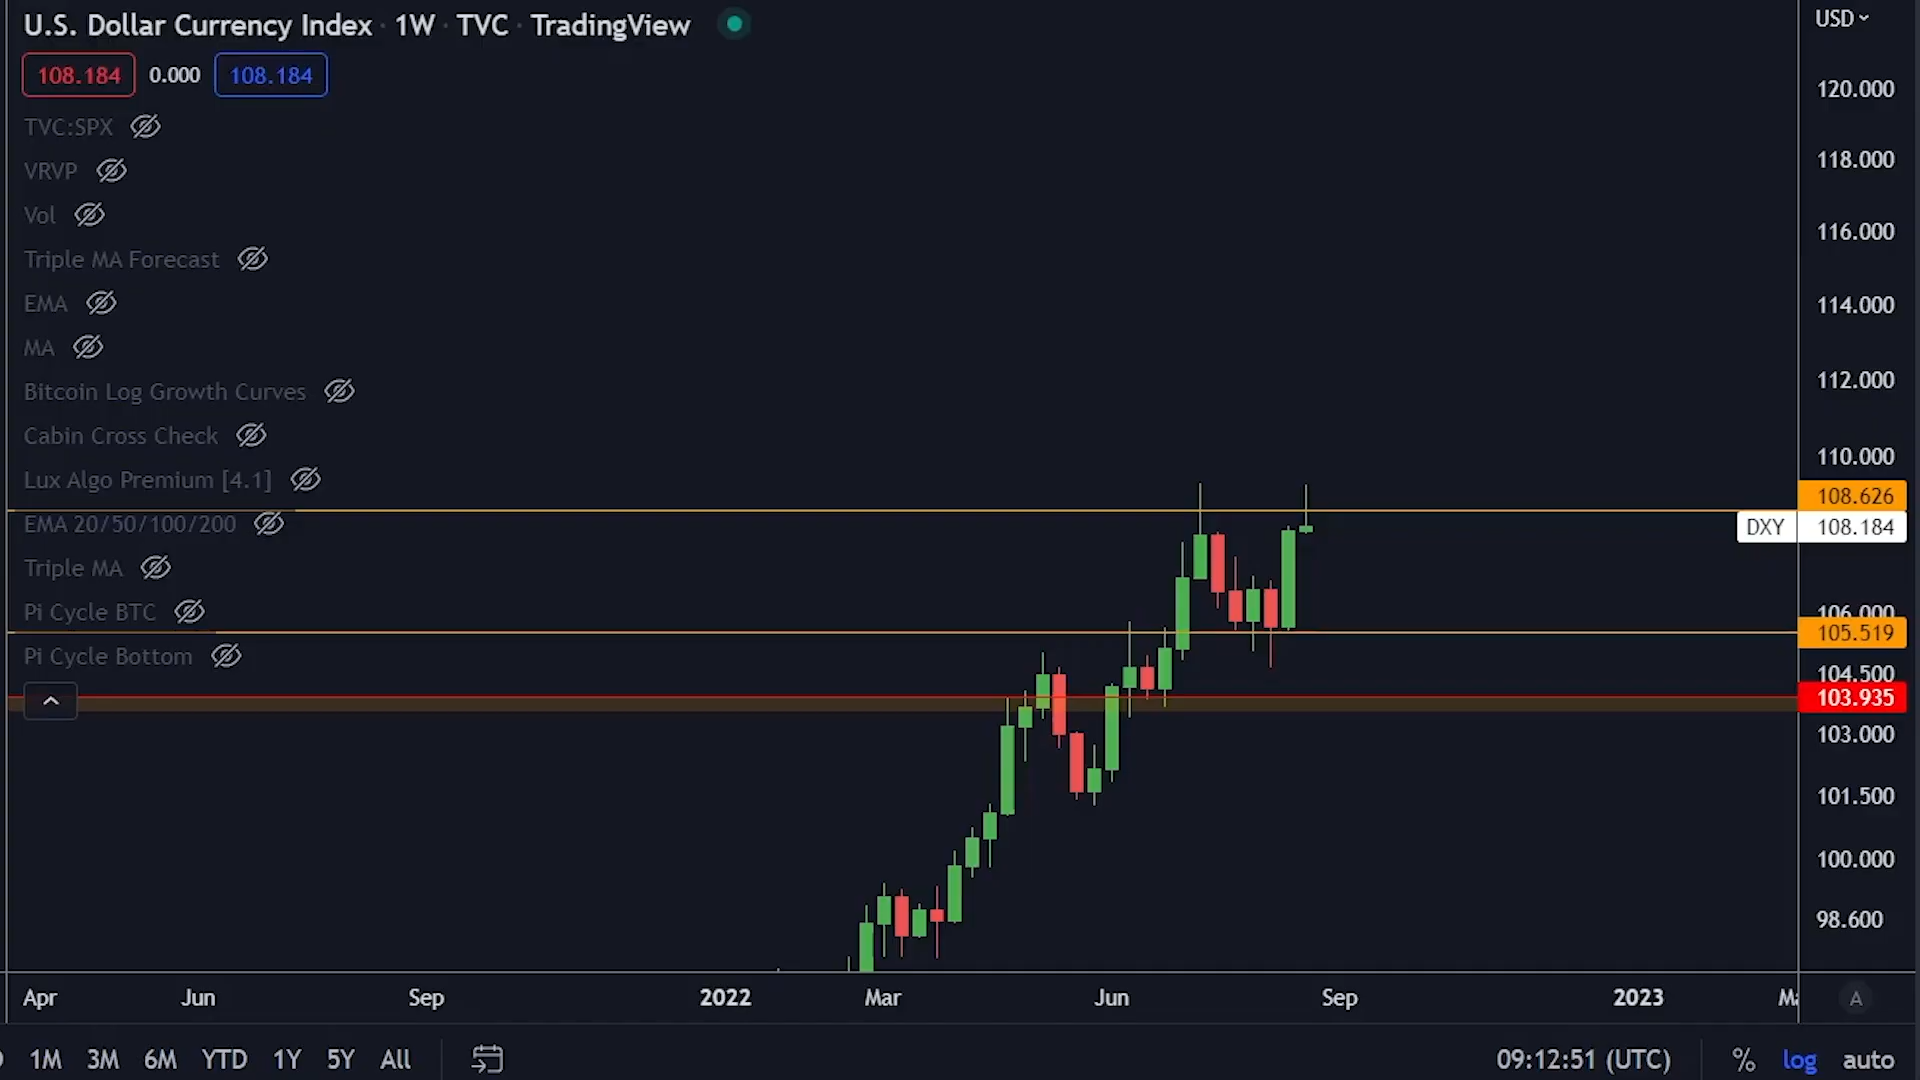 U.S. Dollar Currency Index · 1W · TVC · TradingView
108.184 0.000 108.184
TVC:SPX
VRVP
Vol
Triple MA Forecast
EMA
MA
Bitcoin Log Growth Curves
Cabin Cross Check
Lux Algo Premium [4.1]
EMA 20/50/100/200
Triple MA
Pi Cycle BTC
Pi Cycle Bottom
USD
120.000
118.000
116.000
114.000
112.000
110.000
108.626
DXY 108.184
106.000
105.519
104.500
103.935
103.000
101.500
100.000
98.600
Apr Jun Sep 2022 Mar Jun Sep 2023 A
1M 3M 6M YTD 1Y 5Y All 09:12:51 (UTC) % log auto